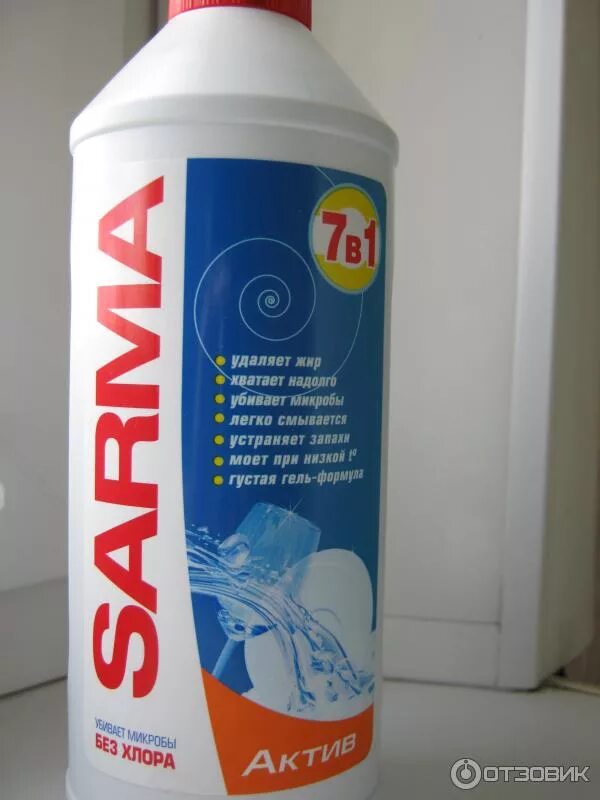 SARMA
7в1
удаляет жир
хватает надолго
убивает микробы
легко смывается
устраняет запахи
моет при низкой t°
густая гель-формула
УБИВАЕТ МИКРОБЫ
БЕЗ ХЛОРА
АКТИВ
ОТЗОВИК